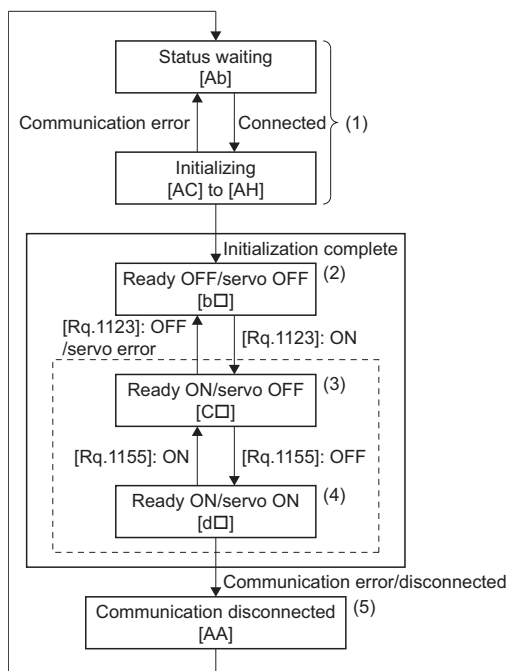 Status waiting
[Ab]
Communication error
Connected
(1)
Initializing
[AC] to [AH]
Initialization complete
Ready OFF/servo OFF
[b□]
(2)
[Rq.1123]: OFF
/servo error
[Rq.1123]: ON
Ready ON/servo OFF
[C□]
(3)
[Rq.1155]: ON
[Rq.1155]: OFF
Ready ON/servo ON
[d□]
(4)
Communication error/disconnected
Communication disconnected
[AA]
(5)